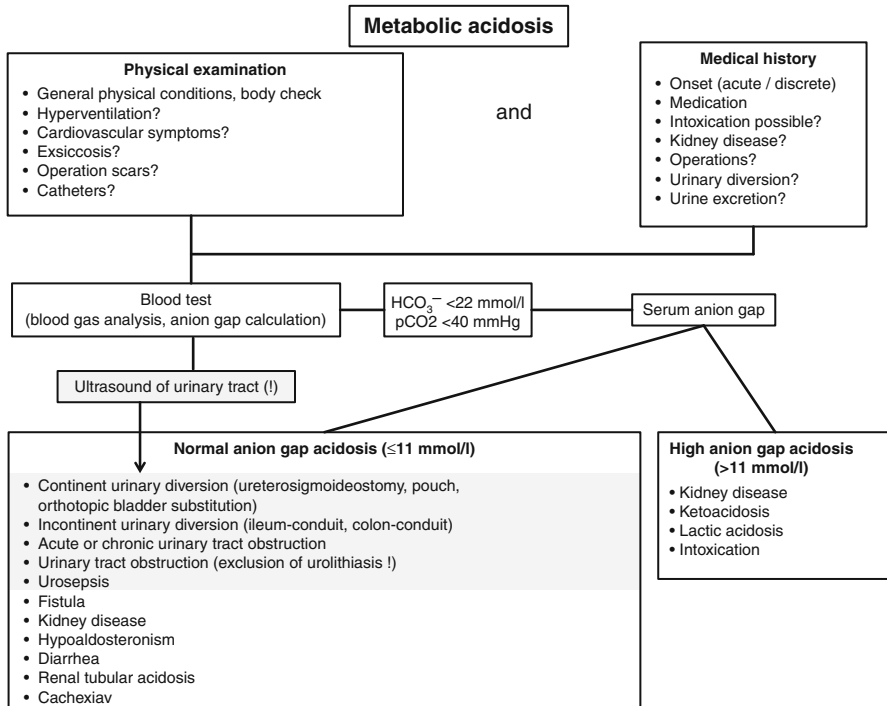 Metabolic acidosis
Physical examination
• General physical conditions, body check
• Hyperventilation?
• Cardiovascular symptoms?
• Exsiccosis?
• Operation scars?
• Catheters?
and
Medical history
• Onset (acute / discrete)
• Medication
• Intoxication possible?
• Kidney disease?
• Operations?
• Urinary diversion?
• Urine excretion?
Blood test
(blood gas analysis, anion gap calculation)
HCO₃⁻ <22 mmol/l
pCO2 <40 mmHg
Serum anion gap
Ultrasound of urinary tract (!)
Normal anion gap acidosis (≤11 mmol/l)
• Continent urinary diversion (ureterosigmoideostomy, pouch,
orthotopic bladder substitution)
• Incontinent urinary diversion (ileum-conduit, colon-conduit)
• Acute or chronic urinary tract obstruction
• Urinary tract obstruction (exclusion of urolithiasis !)
• Urosepsis
• Fistula
• Kidney disease
• Hypoaldosteronism
• Diarrhea
• Renal tubular acidosis
• Cachexiav
High anion gap acidosis
(>11 mmol/l)
• Kidney disease
• Ketoacidosis
• Lactic acidosis
• Intoxication